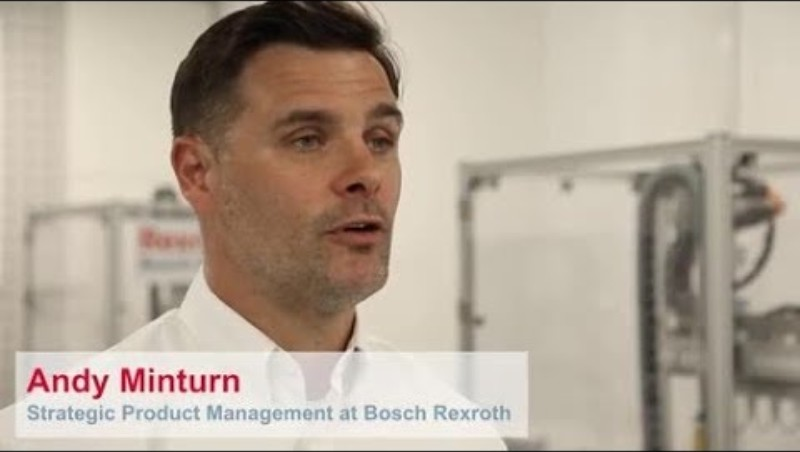 Andy Minturn
Strategic Product Management at Bosch Rexroth